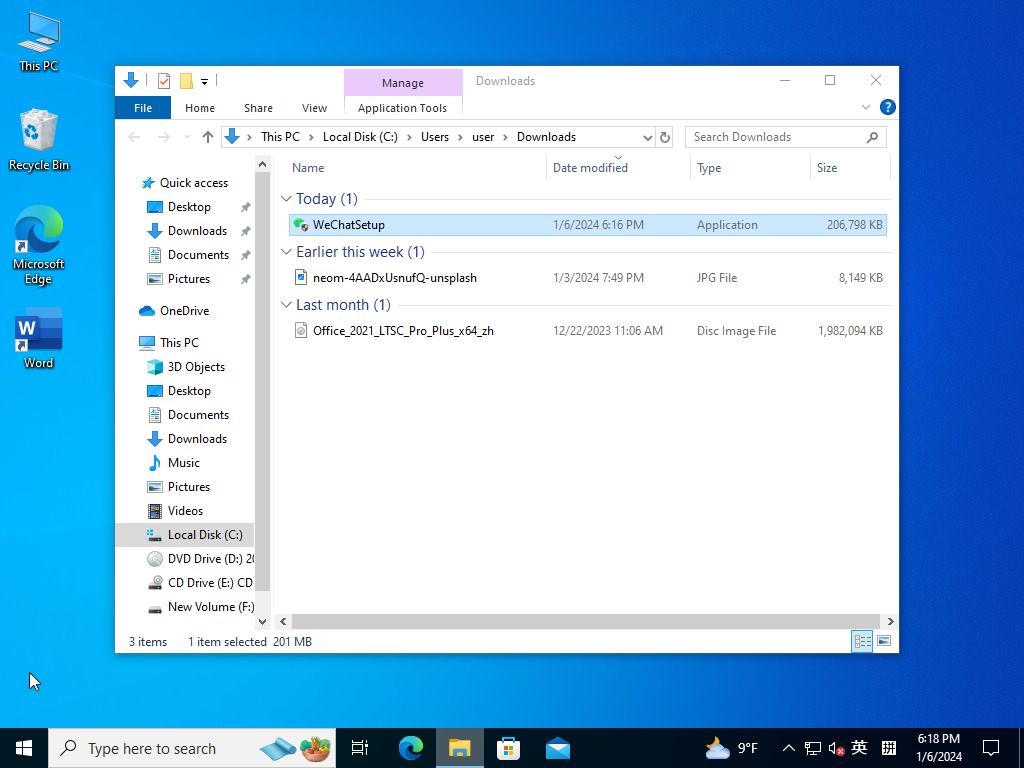 This PC
Recycle Bin
Microsoft Edge
W
Word
Manage
Downloads
File
Home
Share
View
Application Tools
?
This PC
Local Disk (C:)
Users
user
Downloads
Search Downloads
Name
Date modified
Type
Size
Quick access
Desktop
Downloads
Documents
Pictures
OneDrive
This PC
3D Objects
Desktop
Documents
Downloads
Music
Pictures
Videos
Local Disk (C:)
DVD Drive (D:) 20
CD Drive (E:) CD
New Volume (F:)
Today (1)
WeChatSetup 1/6/2024 6:16 PM Application 206,798 KB
Earlier this week (1)
neom-4AADxUsnufQ-unsplash 1/3/2024 7:49 PM JPG File 8,149 KB
Last month (1)
Office_2021_LTSC_Pro_Plus_x64_zh 12/22/2023 11:06 AM Disc Image File 1,982,094 KB
3 items 1 item selected 201 MB
Type here to search
9°F
英
拼
6:18 PM
1/6/2024